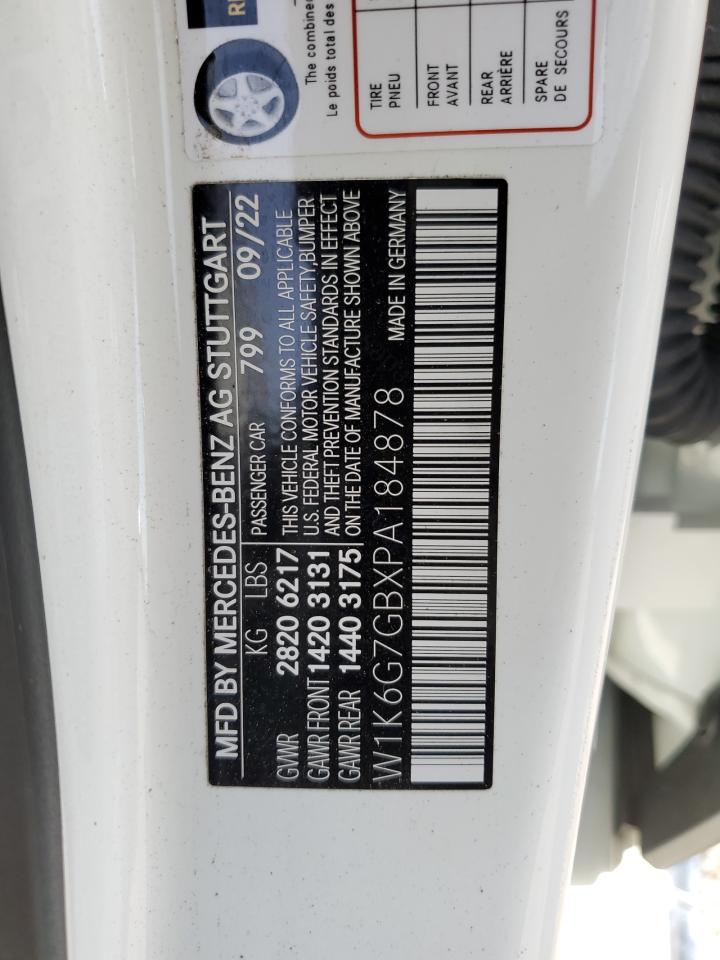 The combined
Le poids total des
TIRE
PNEU
FRONT
AVANT
REAR
ARRIÈRE
SPARE
DE SECOURS
MFD BY MERCEDES-BENZ AG STUTTGART
KG LBS PASSENGER CAR 799 09/22
GVWR 2820 6217 THIS VEHICLE CONFORMS TO ALL APPLICABLE
GAWR FRONT 1420 3131 U.S. FEDERAL MOTOR VEHICLE SAFETY,BUMPER
AND THEFT PREVENTION STANDARDS IN EFFECT
GAWR REAR 1440 3175 ON THE DATE OF MANUFACTURE SHOWN ABOVE
W1K6G7GBXPA184878 MADE IN GERMANY